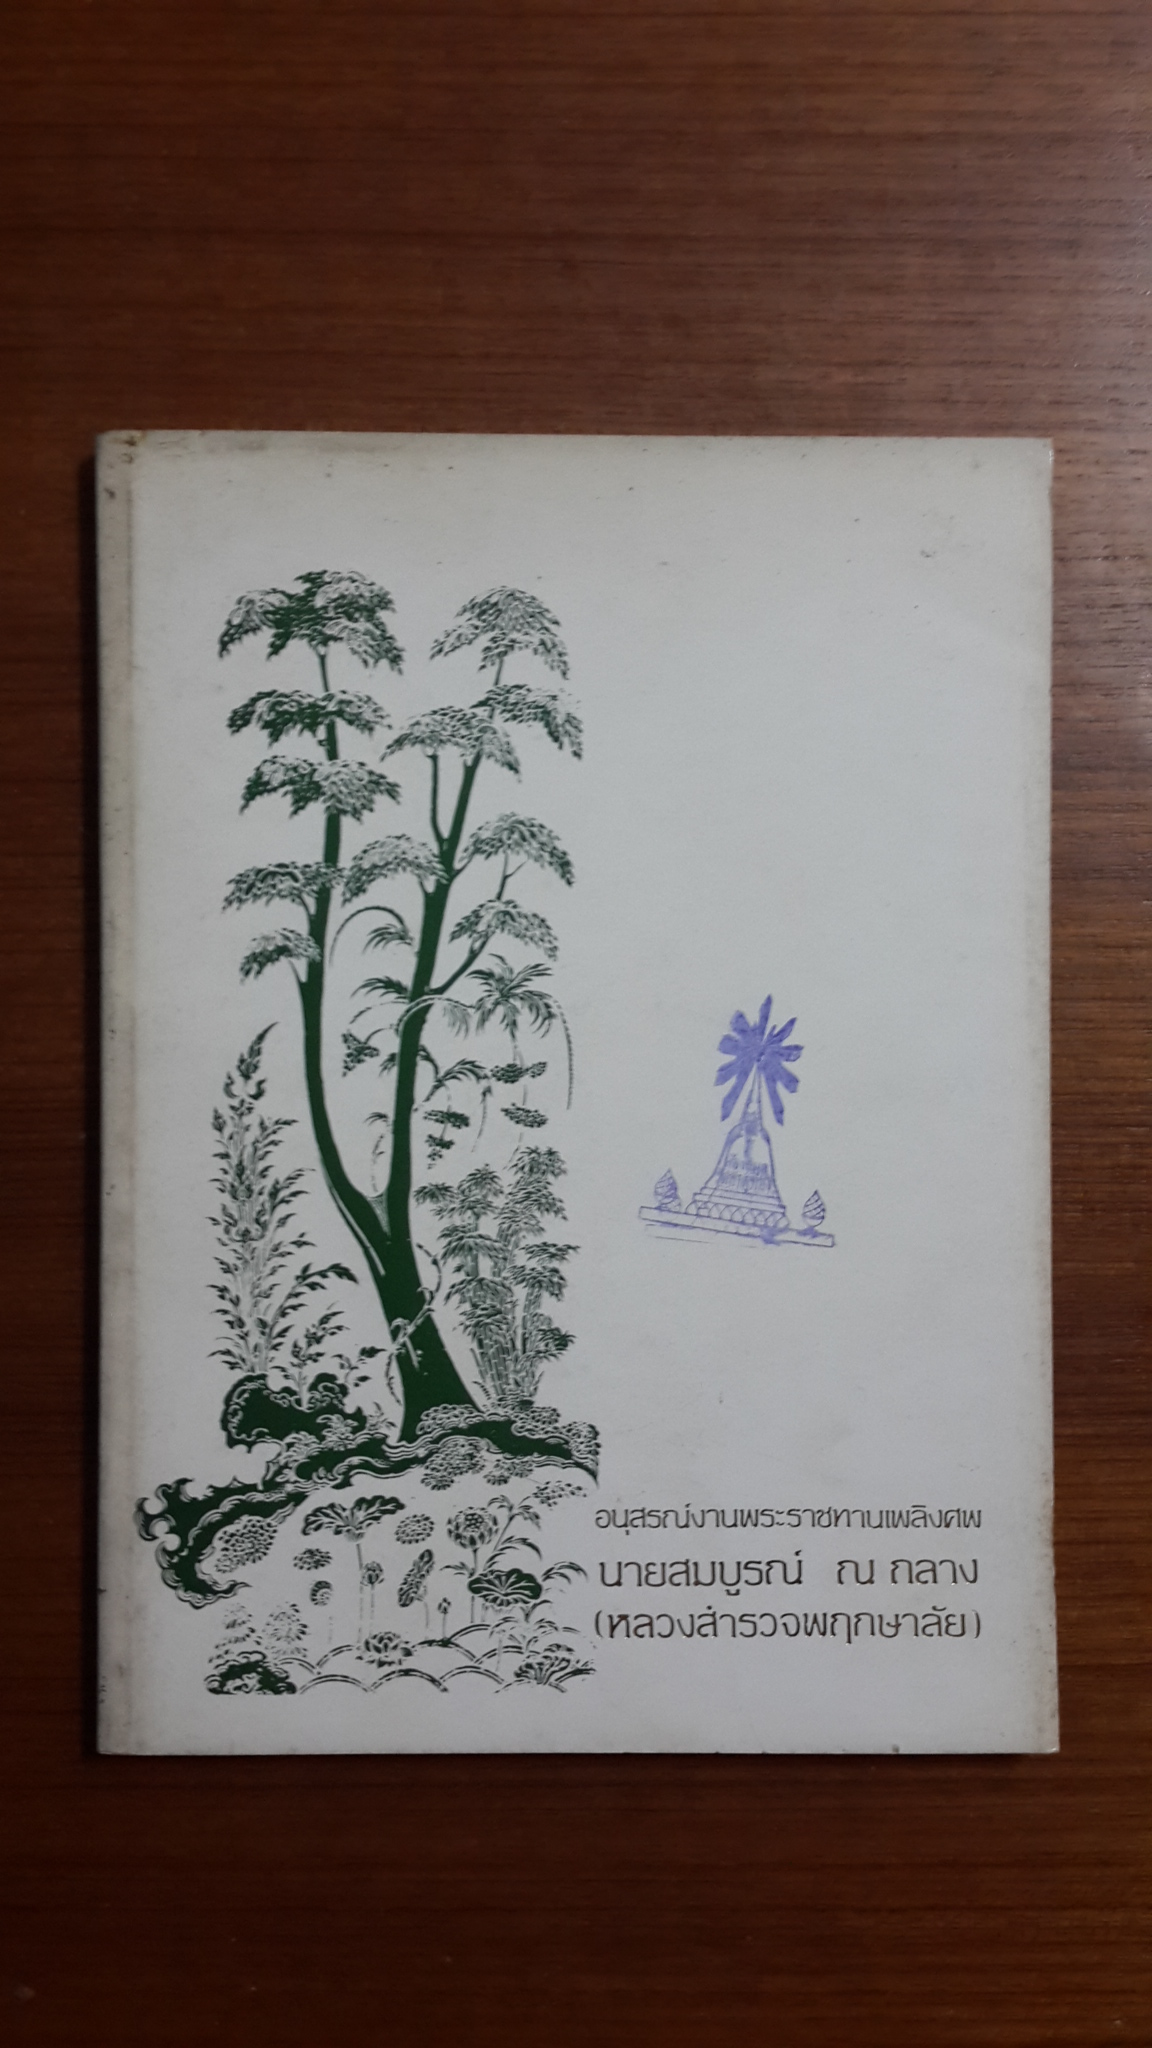 อนุสรณ์งานพระราชทานเพลิงศพ
นายสมบูรณ์ ณ ถลาง
(หลวงสำรวจพฤกษาลัย)